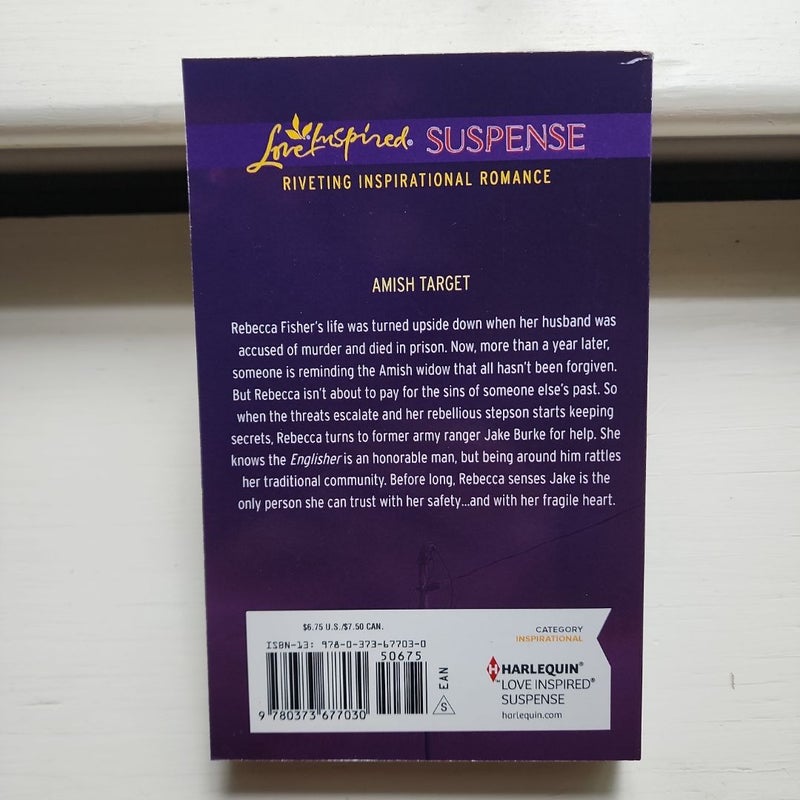 Love Inspired® SUSPENSE
RIVETING INSPIRATIONAL ROMANCE
AMISH TARGET
Rebecca Fisher's life was turned upside down when her husband was
accused of murder and died in prison. Now, more than a year later,
someone is reminding the Amish widow that all hasn't been forgiven.
But Rebecca isn't about to pay for the sins of someone else's past. So
when the threats escalate and her rebellious stepson starts keeping
secrets, Rebecca turns to former army ranger Jake Burke for help. She
knows the Englisher is an honorable man, but being around him rattles
her traditional community. Before long, Rebecca senses Jake is the
only person she can trust with her safety...and with her fragile heart.
$6.75 U.S./$7.50 CAN.
ISBN-13: 978-0-373-67703-0
50675
9 780373 677030
EAN
S
CATEGORY
INSPIRATIONAL
H HARLEQUIN®
™ LOVE INSPIRED®
SUSPENSE
harlequin.com